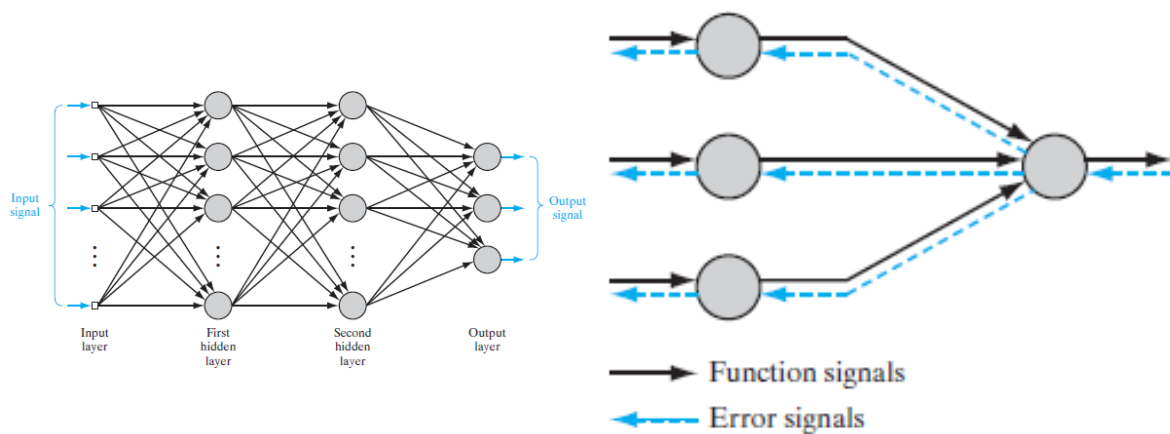 Input
signal
Output
signal
Input
layer
First
hidden
layer
Second
hidden
layer
Output
layer
Function signals
Error signals